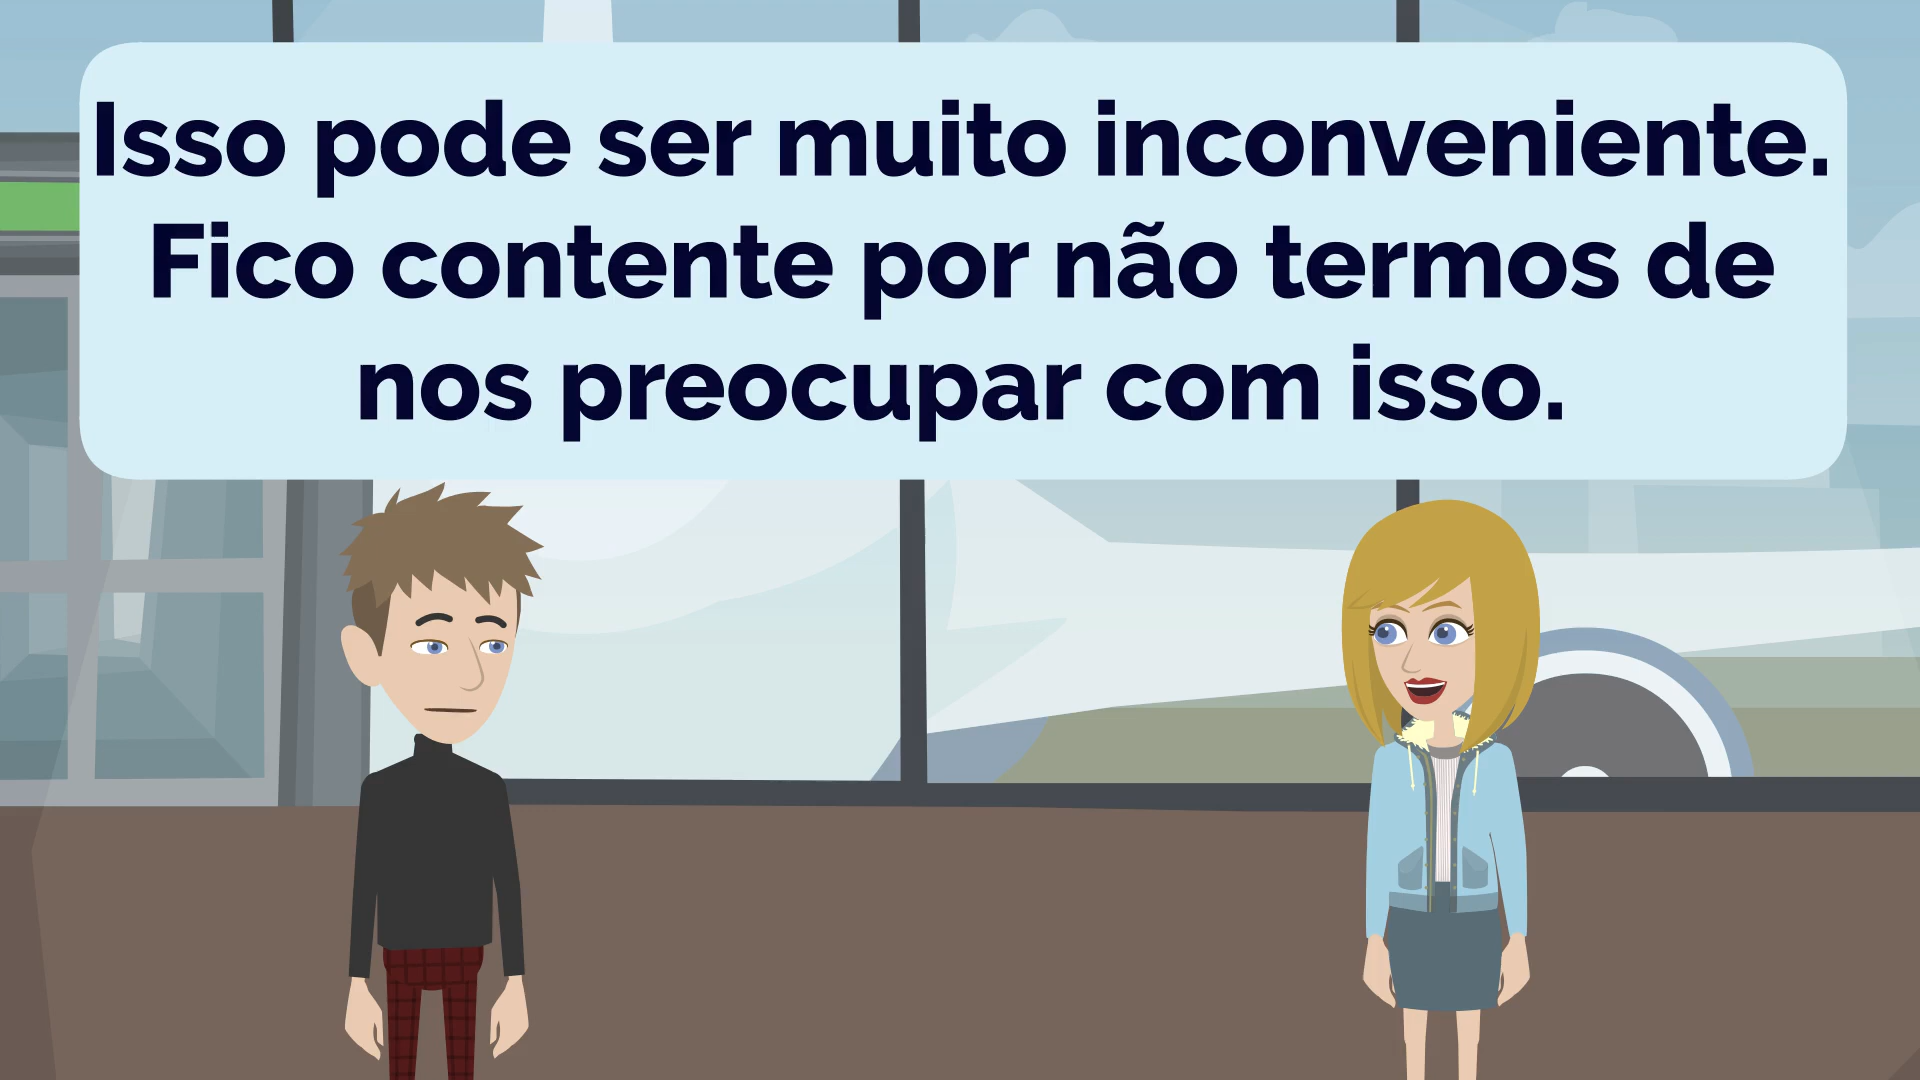 Isso pode ser muito inconveniente.
Fico contente por não termos de
nos preocupar com isso.